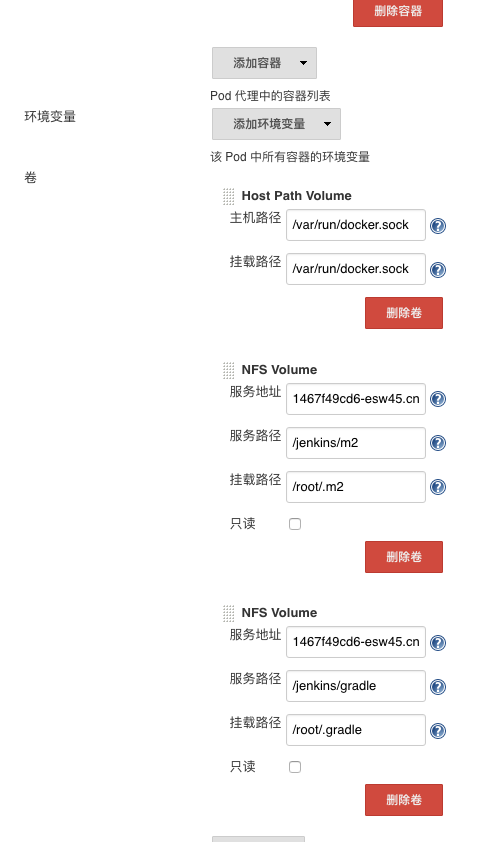 删除容器
添加容器
Pod 代理中的容器列表
环境变量
添加环境变量
该 Pod 中所有容器的环境变量
卷
Host Path Volume
主机路径 /var/run/docker.sock
挂载路径 /var/run/docker.sock
删除卷
NFS Volume
服务地址 1467f49cd6-esw45.cn
服务路径 /jenkins/m2
挂载路径 /root/.m2
只读
删除卷
NFS Volume
服务地址 1467f49cd6-esw45.cn
服务路径 /jenkins/gradle
挂载路径 /root/.gradle
只读
删除卷